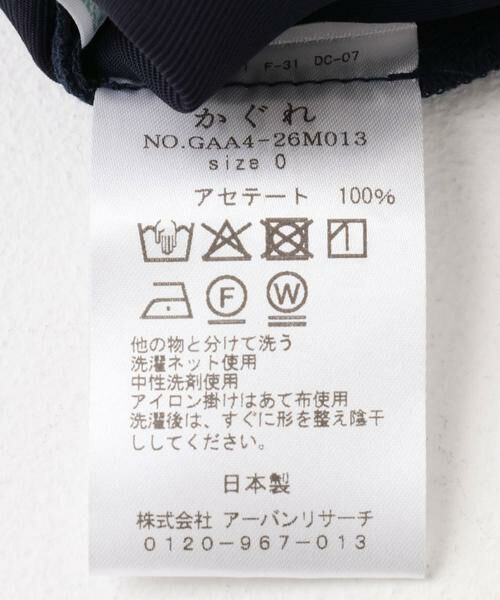 F-31 DC-07
かぐれ
NO.GAA4-26M013
size 0
アセテート 100%
F W
他の物と分けて洗う
洗濯ネット使用
中性洗剤使用
アイロン掛けはあて布使用
洗濯後は、すぐに形を整え陰干
ししてください。
日本製
株式会社 アーバンリサーチ
0120-967-013